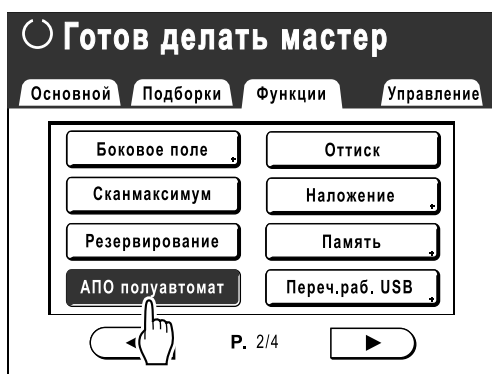 Готов делать мастер
Основной Подборки Функции Управление
Боковое поле Оттиск
Сканмаксимум Наложение
Резервирование Память
АПО полуавтомат Переч.раб. USB
P. 2/4